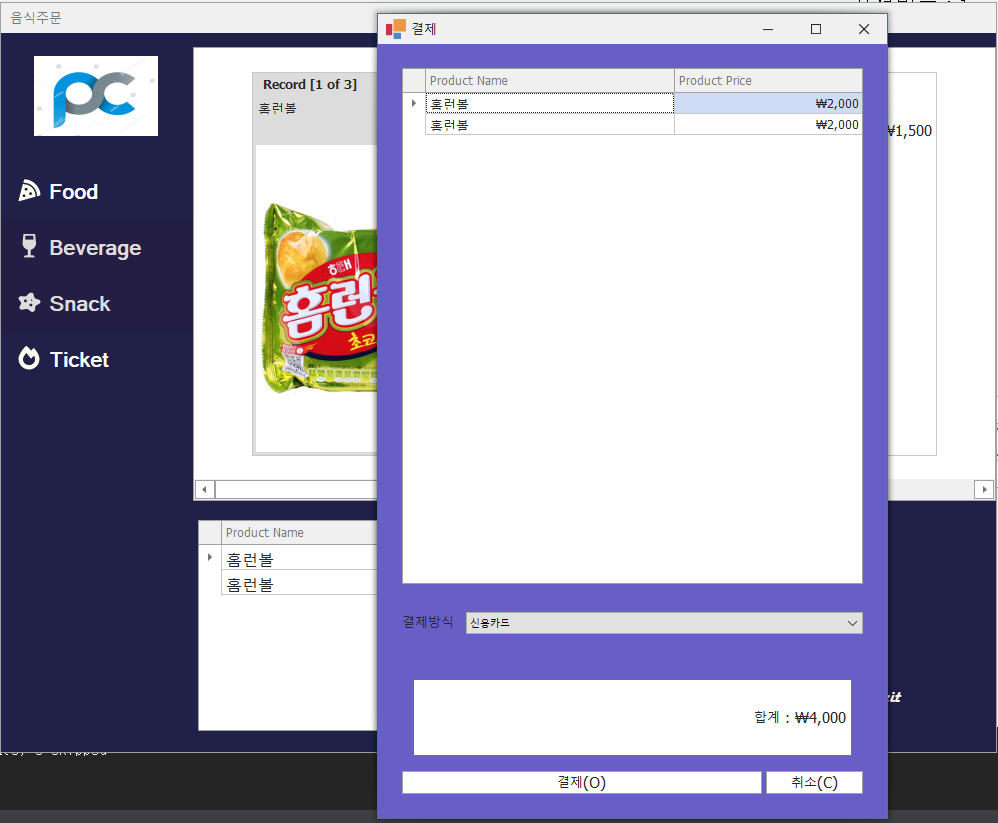 음식주문
pc
Food
Beverage
Snack
Ticket
Record [1 of 3]
홈런볼
해태
홈런
초코
₩1,500
Product Name
홈런볼
홈런볼
결제
Product Name Product Price
홈런볼 ₩2,000
홈런볼 ₩2,000
결제방식 신용카드
합계 : ₩4,000
결제(O) 취소(C)